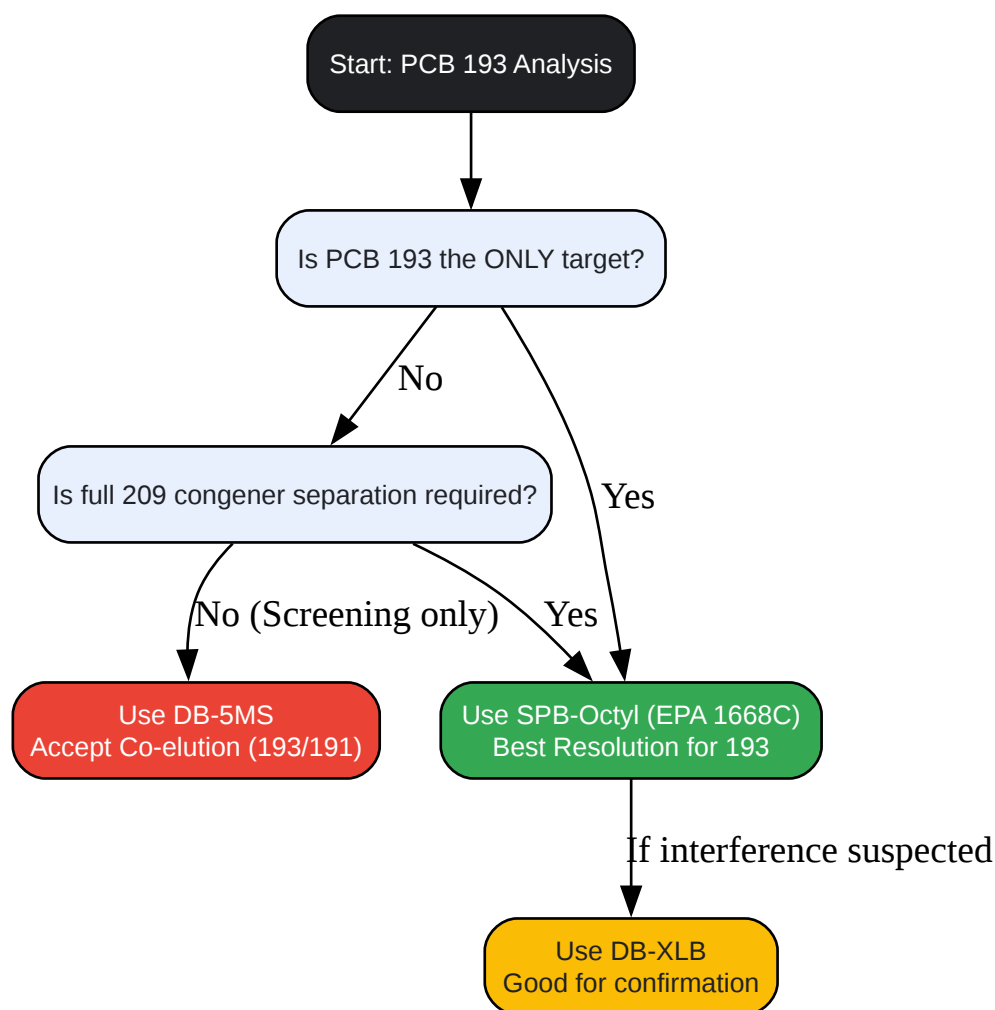 Start: PCB 193 Analysis
Is PCB 193 the ONLY target?
No
Is full 209 congener separation required?
Yes
No (Screening only)
Yes
Use DB-5MS
Accept Co-elution (193/191)
Use SPB-Octyl (EPA 1668C)
Best Resolution for 193
If interference suspected
Use DB-XLB
Good for confirmation